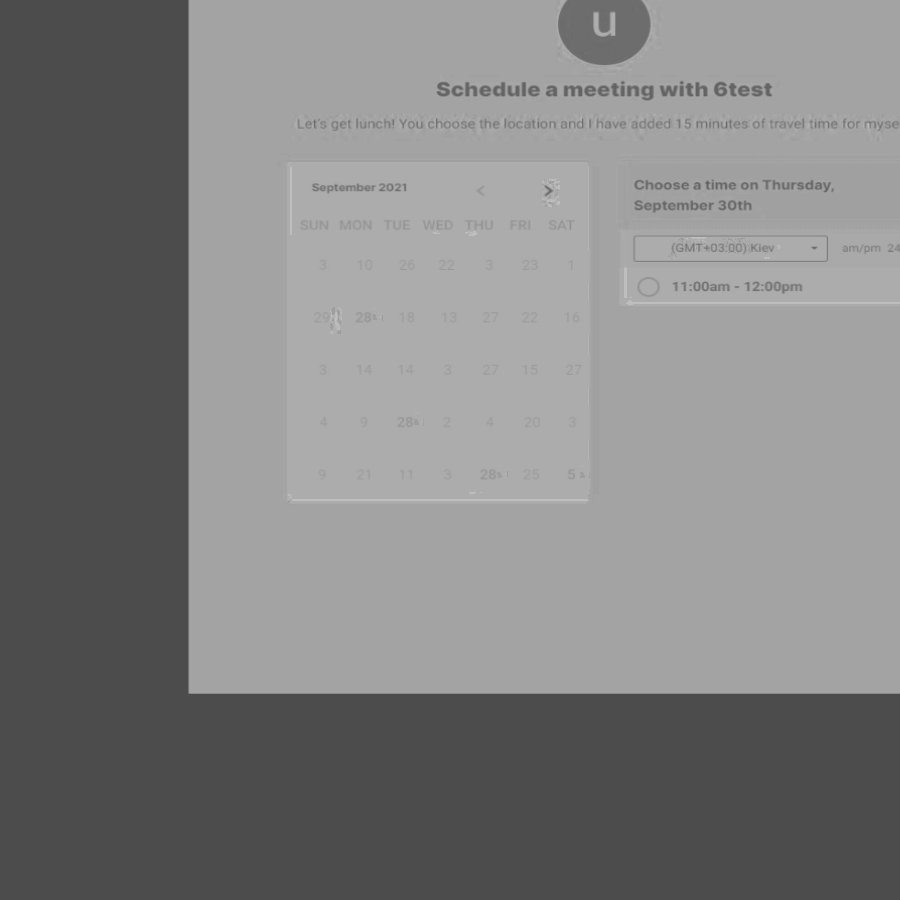 u
Schedule a meeting with 6test
Let's get lunch! You choose the location and I have added 15 minutes of travel time for myse
September 2021
< >
SUN MON TUE WED THU FRI SAT
3 10 26 22 3 23 1
29 28 18 13 27 22 16
3 14 14 3 27 15 27
4 9 28 2 4 20 3
9 21 11 3 28 25 5
Choose a time on Thursday,
September 30th
(GMT+03:00) Kiev
am/pm 24
11:00am - 12:00pm